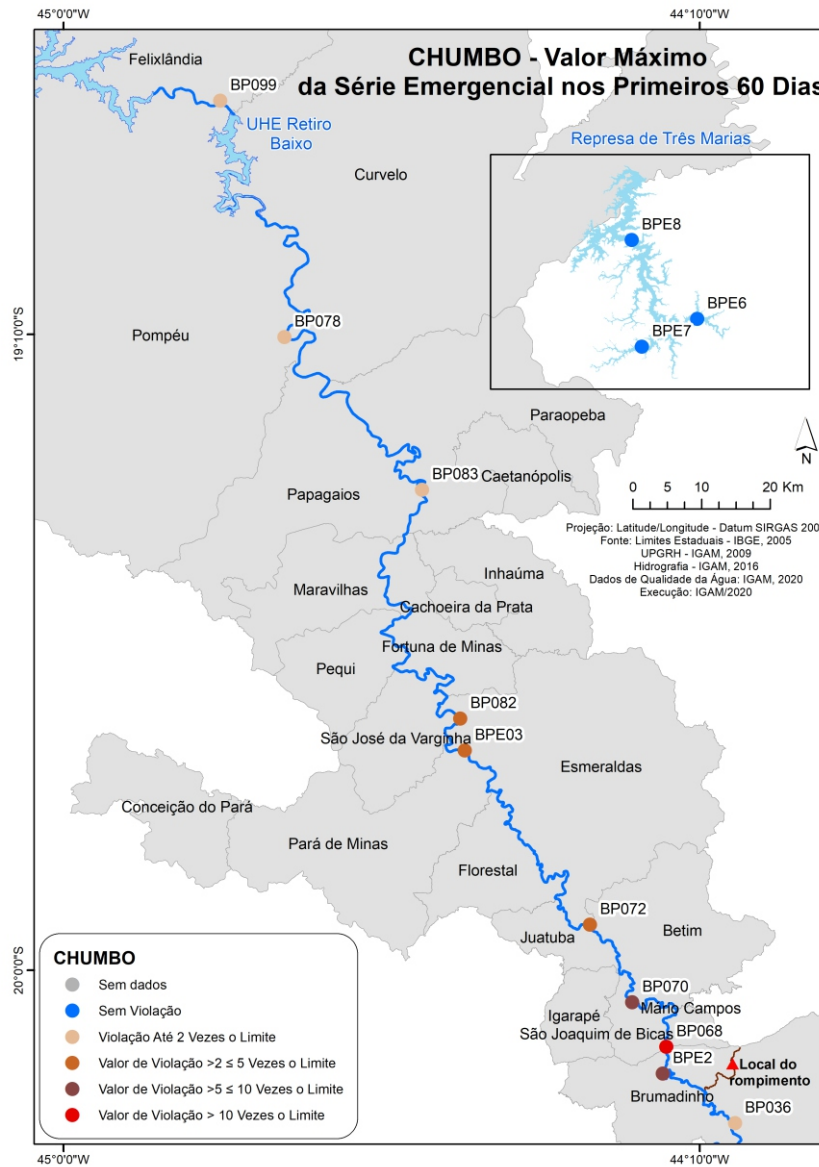 45°0'0"W
44°10'0"W
CHUMBO - Valor Máximo
da Série Emergencial nos Primeiros 60 Dias
Felixlândia
BP099
UHE Retiro
Baixo
Represa de Três Marias
Curvelo
BPE8
BPE6
BPE7
19°10'0"S
BP078
Pompéu
Paraopeba
N
BP083
Caetanópolis
Papagaios
0 5 10 20 Km
Projeção: Latitude/Longitude - Datum SIRGAS 200
Fonte: Limites Estaduais - IBGE, 2005
UPGRH - IGAM, 2009
Hidrografia - IGAM, 2016
Dados de Qualidade da Água: IGAM, 2020
Execução: IGAM/2020
Inhaúma
Maravilhas
Cachoeira da Prata
Fortuna de Minas
Pequi
BP082
São José da Varginha
BPE03
Esmeraldas
Conceição do Pará
Pará de Minas
Florestal
BP072
Juatuba
Betim
20°0'0"S
BP070
Mário Campos
Igarapé
São Joaquim de Bicas
BP068
BPE2
Local do
rompimento
Brumadinho
BP036
CHUMBO
Sem dados
Sem Violação
Violação Até 2 Vezes o Limite
Valor de Violação >2 ≤ 5 Vezes o Limite
Valor de Violação >5 ≤ 10 Vezes o Limite
Valor de Violação > 10 Vezes o Limite
45°0'0"W
44°10'0"W